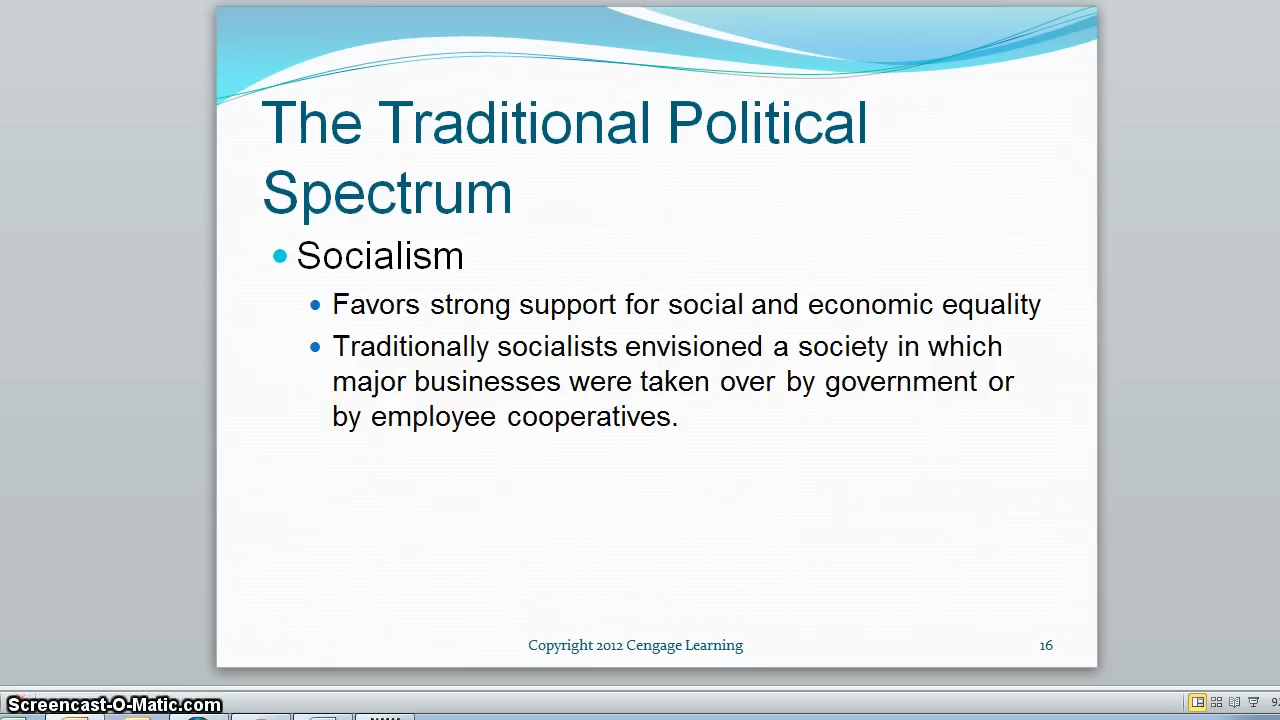 The Traditional Political
Spectrum
Socialism
Favors strong support for social and economic equality
Traditionally socialists envisioned a society in which
major businesses were taken over by government or
by employee cooperatives.
Copyright 2012 Cengage Learning
16
Screencast-O-Matic.com